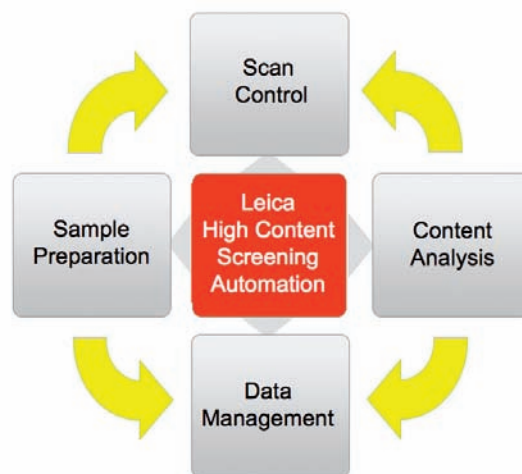 Scan
Control
Sample
Preparation
Leica
High Content
Screening
Automation
Content
Analysis
Data
Management